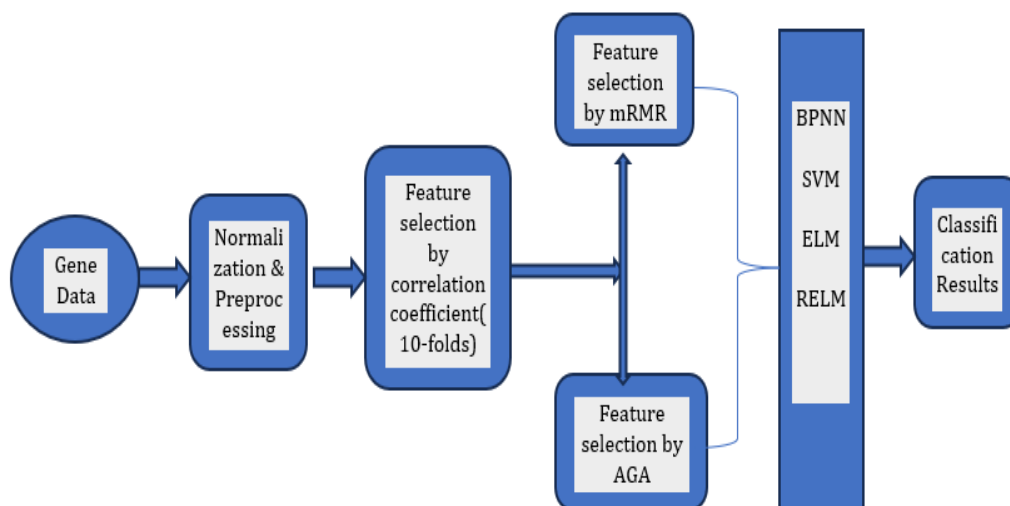 Gene
Data
Normali
zation &
Preproc
essing
Feature
selection
by
correlation
coefficient(
10-folds)
Feature
selection
by mRMR
Feature
selection by
AGA
BPNN
SVM
ELM
RELM
Classifi
cation
Results